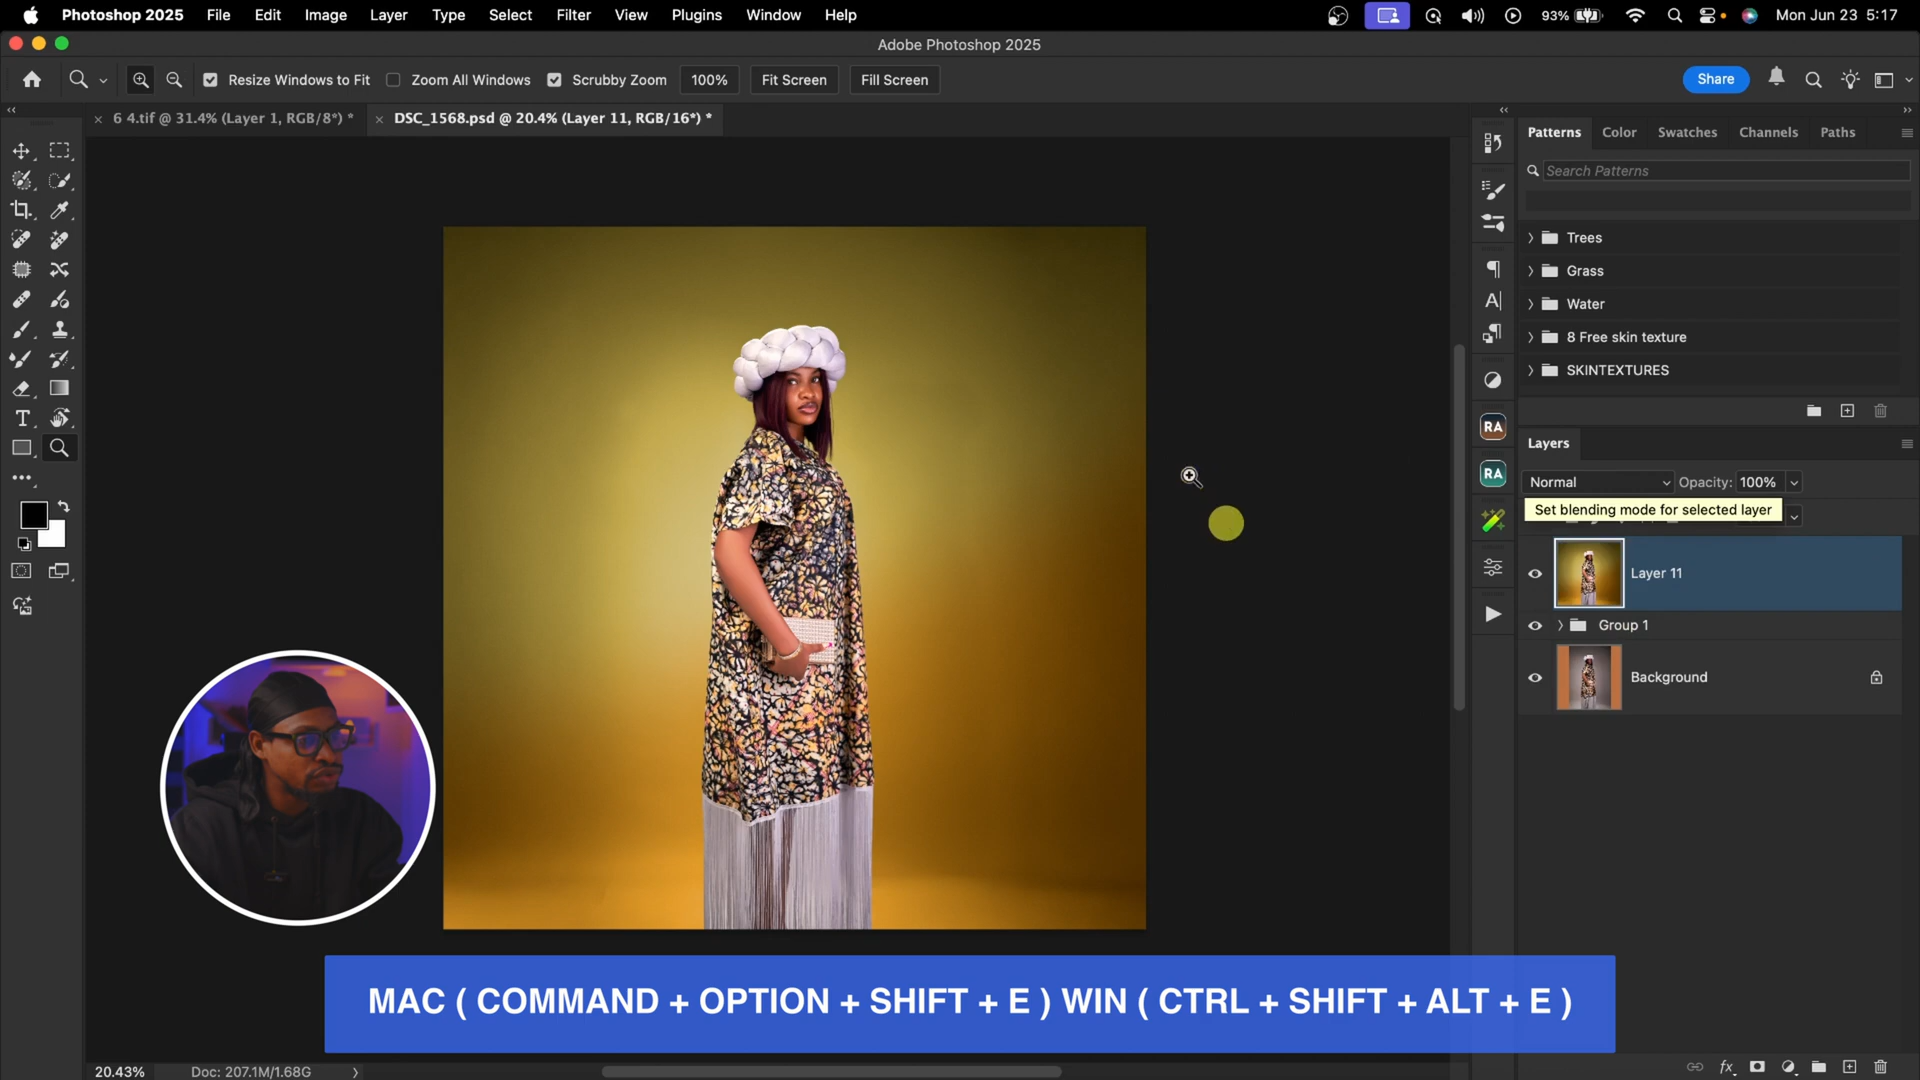 Photoshop 2025 File Edit Image Layer Type Select Filter View Plugins Window Help
93% Mon Jun 23 5:17
Adobe Photoshop 2025
Resize Windows to Fit Zoom All Windows Scrubby Zoom 100% Fit Screen Fill Screen Share
6 4.tif @ 31.4% (Layer 1, RGB/8*) * DSC_1568.psd @ 20.4% (Layer 11, RGB/16*) *
Patterns Color Swatches Channels Paths
Search Patterns
Trees
Grass
Water
8 Free skin texture
SKINTEXTURES
RA
RA
Layers
Normal Opacity: 100%
Set blending mode for selected layer
Layer 11
Group 1
Background
MAC ( COMMAND + OPTION + SHIFT + E ) WIN ( CTRL + SHIFT + ALT + E )
20.43% Doc: 207.1M/1.68G
fx